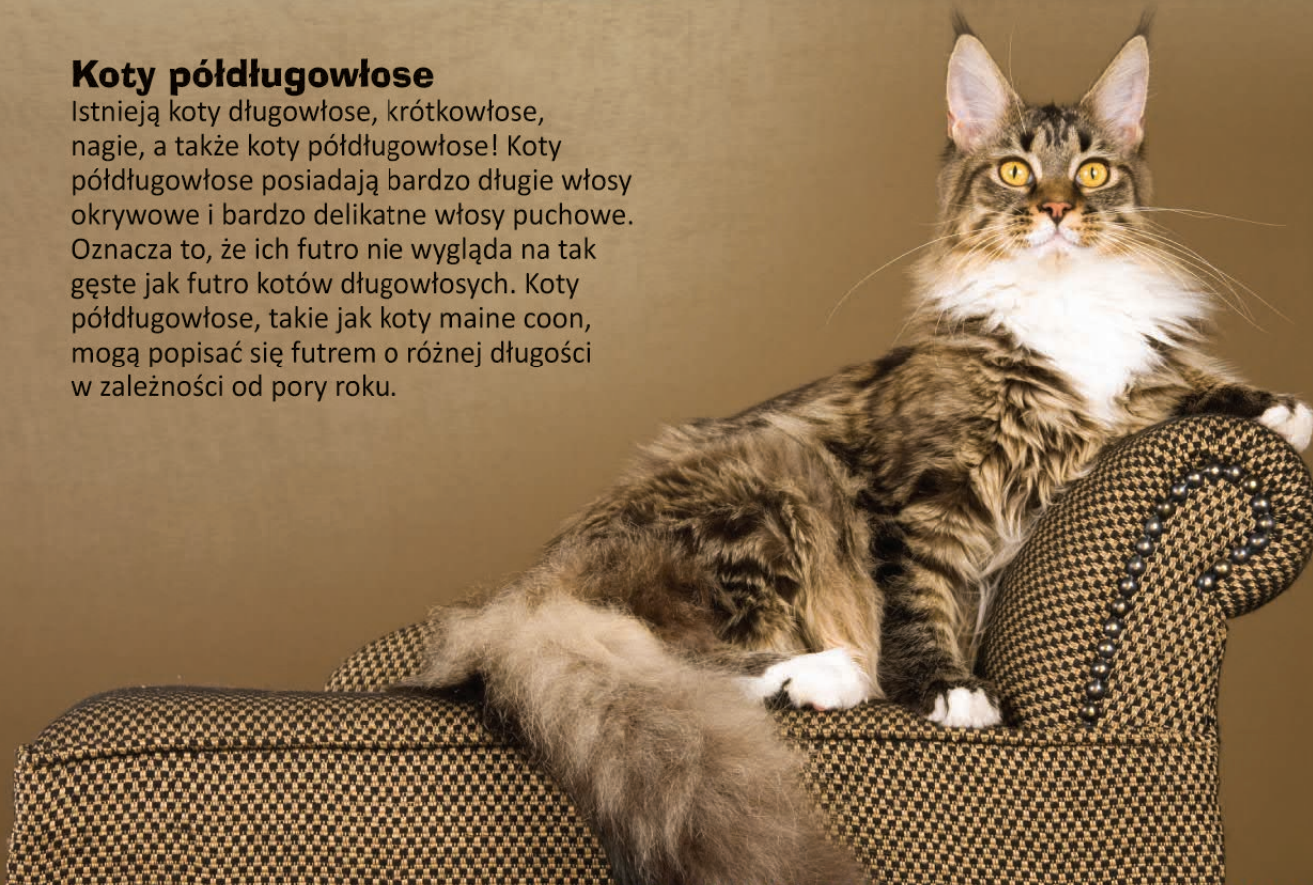 Koty półdługowłose
Istnieją koty długowłose, krótkowłose,
nagie, a także koty półdługowłose! Koty
półdługowłose posiadają bardzo długie włosy
okrywowe i bardzo delikatne włosy puchowe.
Oznacza to, że ich futro nie wygląda na tak
gęste jak futro kotów długowłosych. Koty
półdługowłose, takie jak koty maine coon,
mogą popisać się futrem o różnej długości
w zależności od pory roku.